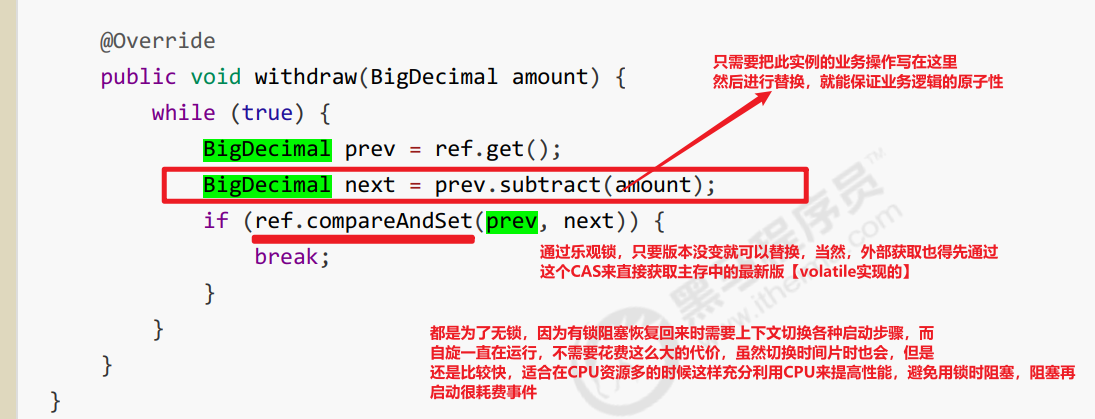 @Override
public void withdraw(BigDecimal amount) {
while (true) {
BigDecimal prev = ref.get();
BigDecimal next = prev.subtract(amount);
if (ref.compareAndSet(prev, next)) {
break;
}
}
}
}
只需要把此实例的业务操作写在这里
然后进行替换，就能保证业务逻辑的原子性
通过乐观锁，只要版本没变就可以替换，当然，外部获取也得先通过
这个CAS来直接获取主存中的最新版【volatile实现的】
都是为了无锁，因为有锁阻塞恢复回来时需要上下文切换各种启动步骤，而
自旋一直在运行，不需要花费这么大的代价，虽然切换时间片时也会，但是
还是比较快，适合在CPU资源多的时候这样充分利用CPU来提高性能，避免用锁时阻塞，阻塞再
启动很耗费事件
黑马程序员™